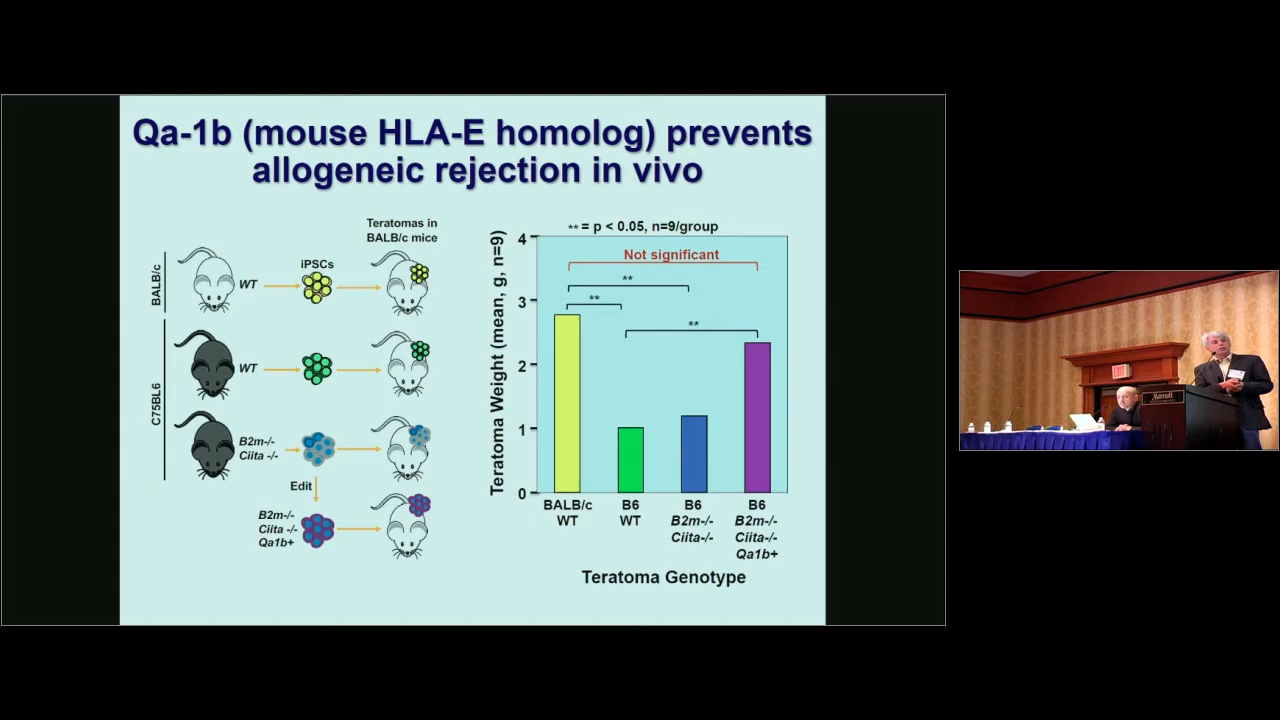 Qa-1b (mouse HLA-E homolog) prevents
allogeneic rejection in vivo
Teratomas in
BALB/c mice
BALB/c
WT
iPSCs
C75BL6
WT
B2m-/-
Ciita -/-
Edit
B2m-/-
Ciita -/-
Qa1b+
** = p < 0.05, n=9/group
Teratoma Weight (mean, g, n=9)
4
3
2
1
0
Not significant
**
**
**
BALB/c
WT
B6
WT
B6
B2m-/-
Ciita-/-
B6
B2m-/-
Ciita-/-
Qa1b+
Teratoma Genotype
EXIT
Marriott